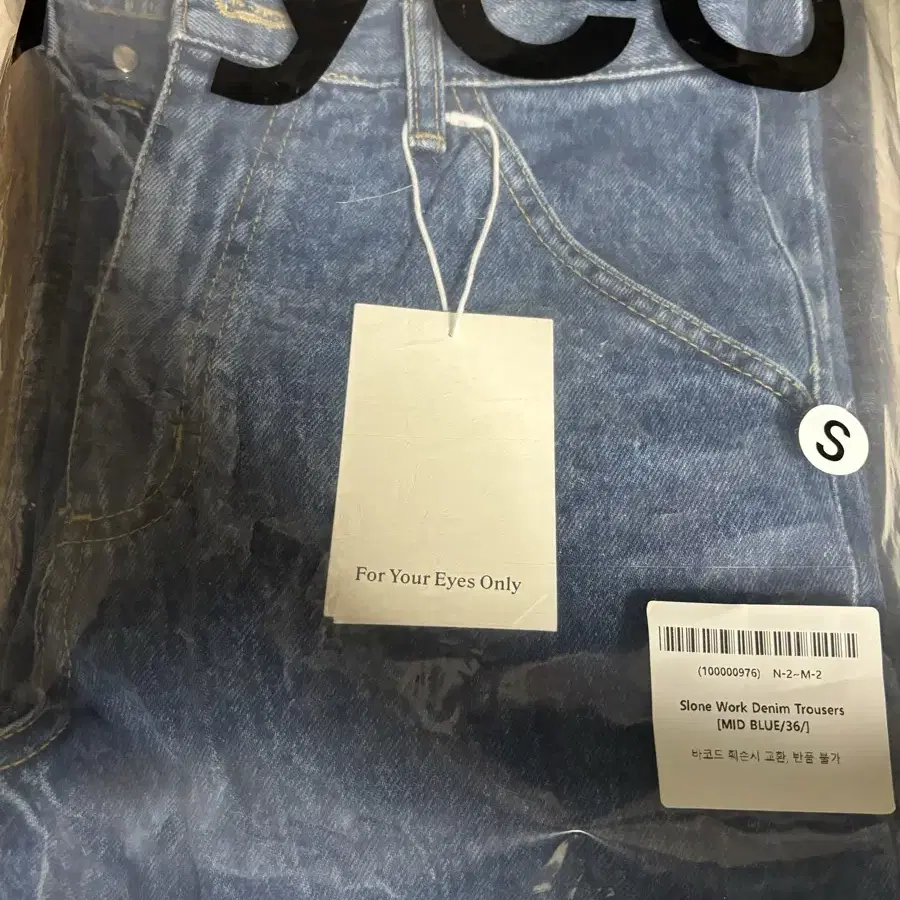 yeo
For Your Eyes Only
S
(100000976) N-2~M-2
Slone Work Denim Trousers
[MID BLUE/36/]
바코드 훼손시 교환, 반품 불가